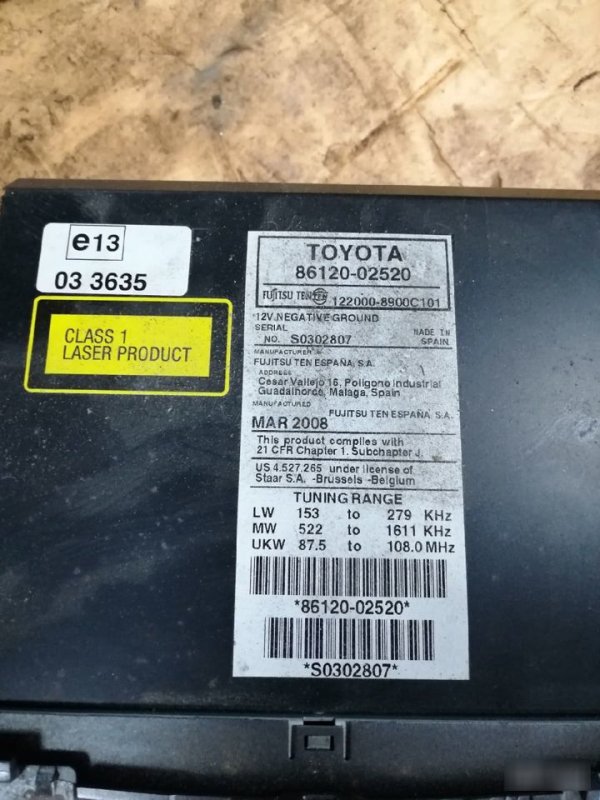 e13
03 3635
CLASS 1
LASER PRODUCT
TOYOTA
86120-02520
FUJITSU TEN TEN 122000-8900C101
12V.NEGATIVE GROUND
SERIAL
NO. S0302807
MADE IN
SPAIN
MANUFACTURER
FUJITSU TEN ESPAÑA, S.A.
ADDRESS
Cesar Vallejo 16, Poligono Industrial
Guadalhorce, Malaga, Spain
MANUFACTURED
FUJITSU TEN ESPAÑA, S.A.
MAR 2008
This product complies with
21 CFR Chapter 1. Subchapter J.
US 4.527.265 under license of
Staar S.A. -Brussels -Belgium
TUNING RANGE
LW 153 to 279 KHz
MW 522 to 1611 KHz
UKW 87.5 to 108.0 MHz
*86120-02520*
*S0302807*